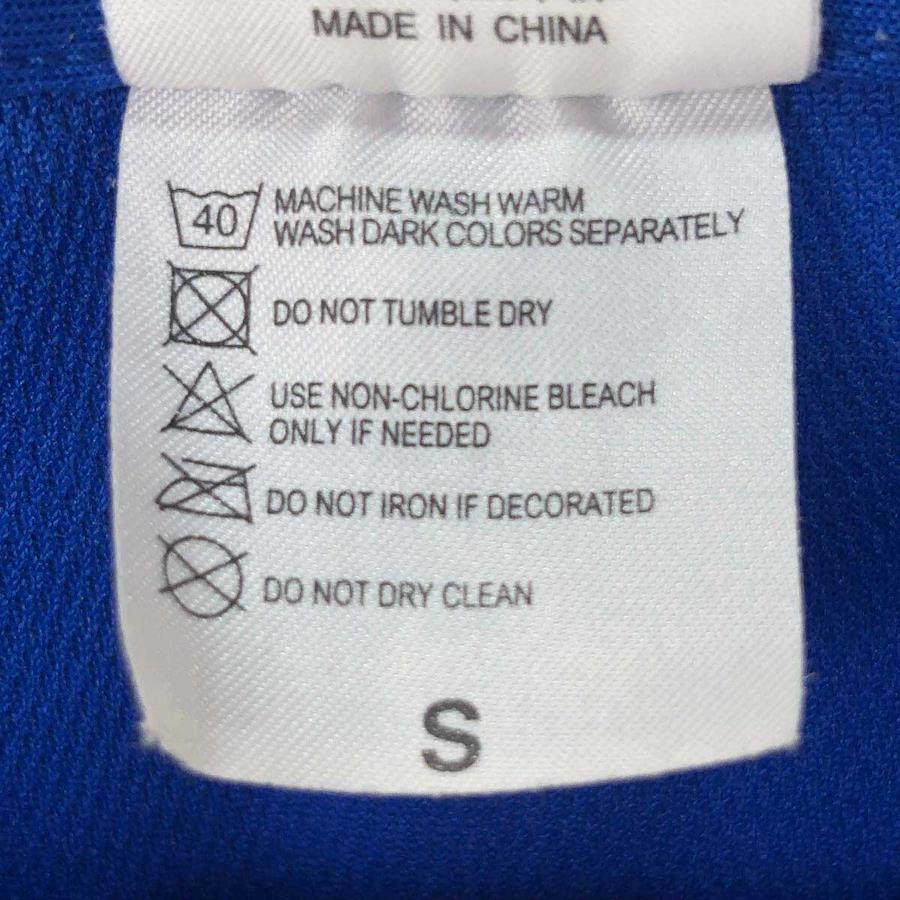 MADE IN CHINA
40
MACHINE WASH WARM
WASH DARK COLORS SEPARATELY
DO NOT TUMBLE DRY
USE NON-CHLORINE BLEACH
ONLY IF NEEDED
DO NOT IRON IF DECORATED
DO NOT DRY CLEAN
S